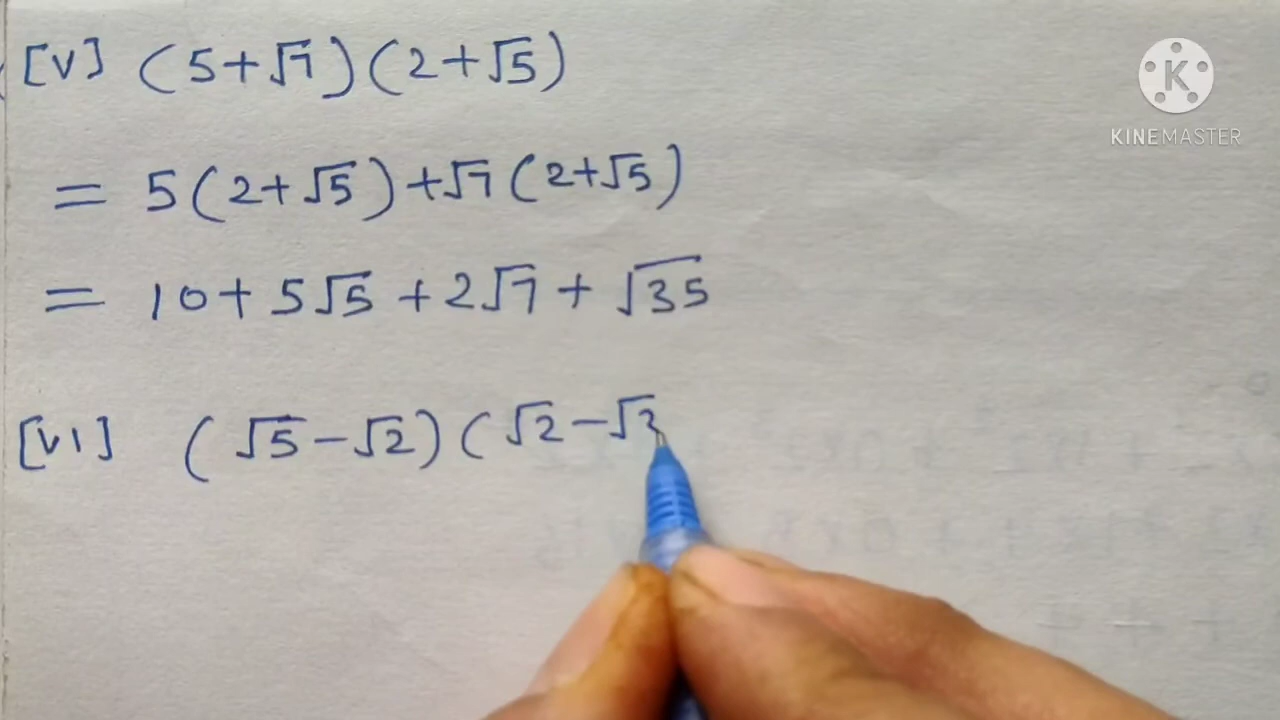 [V] (5+√7)(2+√5)
= 5(2+√5)+√7(2+√5)
= 10+5√5+2√7+√35
[VI] (√5-√2)(√2-√3
KINEMASTER